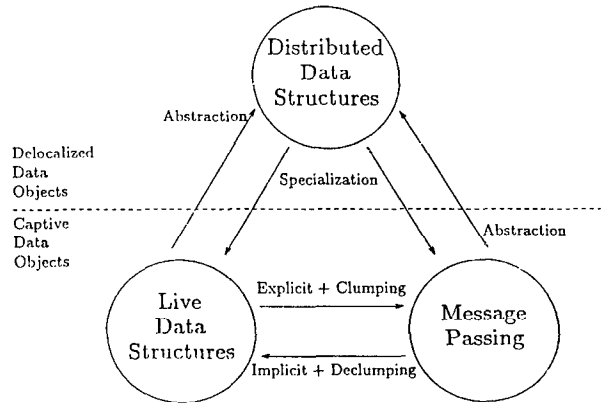 Distributed
Data
Structures
Abstraction
Delocalized
Data
Objects
Specialization
Captive
Data
Objects
Abstraction
Live
Data
Structures
Explicit + Clumping
Message
Passing
Implicit + Declumping